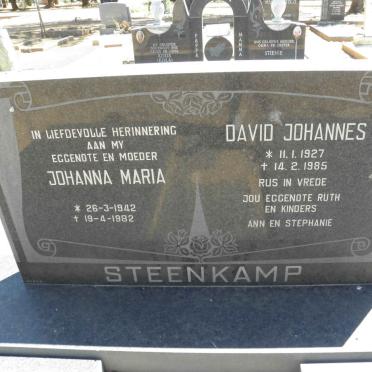 IN LIEFDEVOLLE HERINNERING
AAN MY
EGGENOTE EN MOEDER
JOHANNA MARIA
* 26-3-1942
† 19-4-1982
DAVID JOHANNES
* 11.1.1927
† 14.2.1985
RUS IN VREDE
JOU EGGENOTE RUTH
EN KINDERS
ANN EN STEPHANIE
STEENKAMP